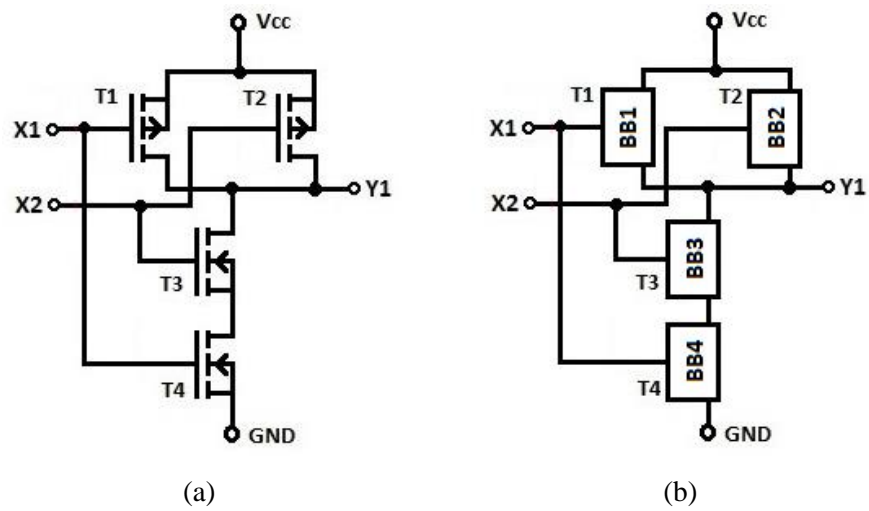 Vcc
T1
T2
X1
X2
Y1
T3
T4
GND
(a)
Vcc
T1
BB1
T2
BB2
X1
X2
Y1
BB3
T3
BB4
T4
GND
(b)